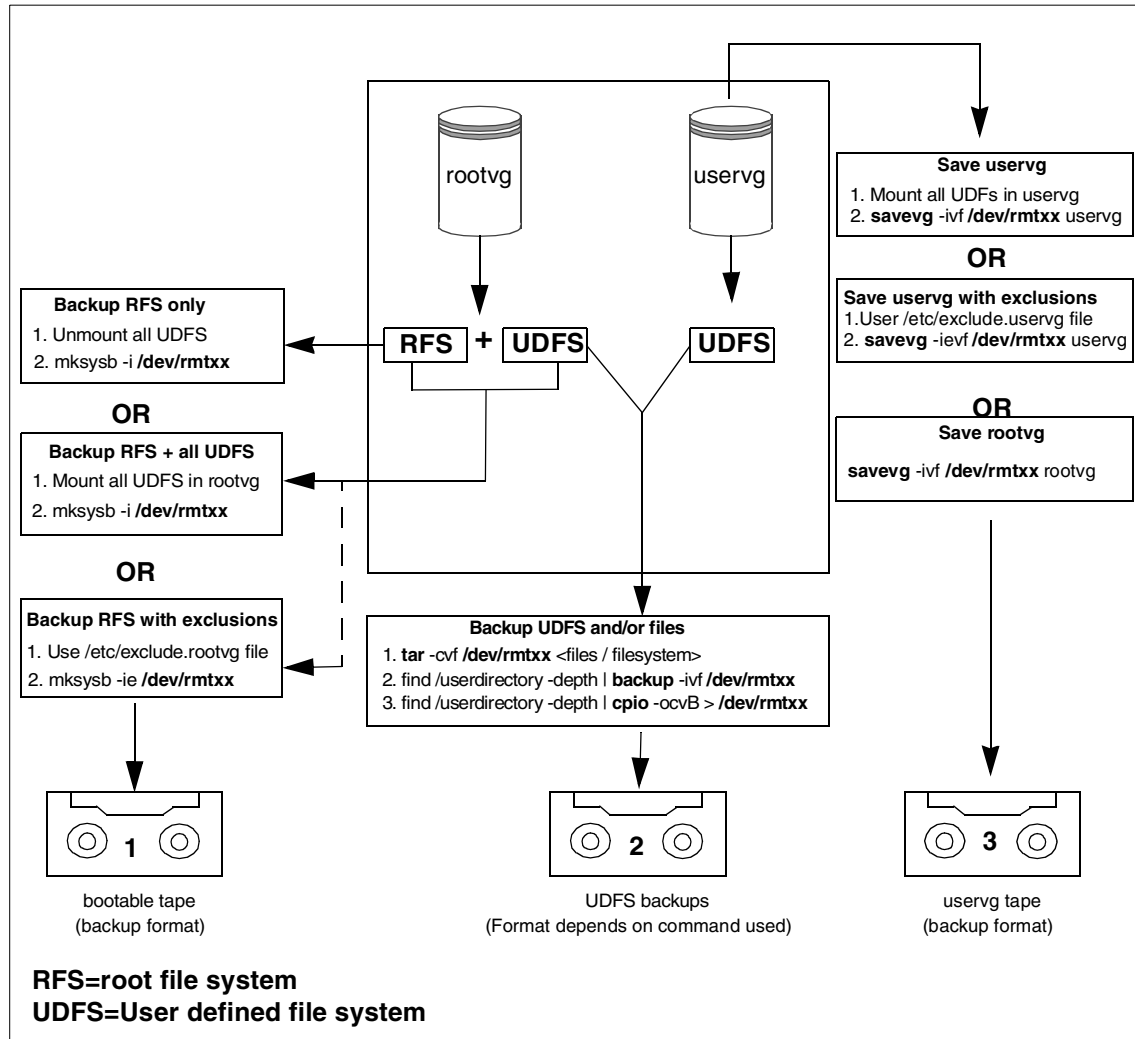 rootvg
uservg
Save uservg
1. Mount all UDFs in uservg
2. savevg -ivf /dev/rmtxx uservg
OR
Save uservg with exclusions
1.User /etc/exclude.uservg file
2. savevg -ievf /dev/rmtxx uservg
OR
Save rootvg
savevg -ivf /dev/rmtxx rootvg
Backup RFS only
1. Unmount all UDFS
2. mksysb -i /dev/rmtxx
RFS + UDFS
UDFS
OR
Backup RFS + all UDFS
1. Mount all UDFS in rootvg
2. mksysb -i /dev/rmtxx
OR
Backup RFS with exclusions
1. Use /etc/exclude.rootvg file
2. mksysb -ie /dev/rmtxx
Backup UDFS and/or files
1. tar -cvf /dev/rmtxx <files / filesystem>
2. find /userdirectory -depth | backup -ivf /dev/rmtxx
3. find /userdirectory -depth | cpio -ocvB > /dev/rmtxx
1
bootable tape
(backup format)
2
UDFS backups
(Format depends on command used)
3
uservg tape
(backup format)
RFS=root file system
UDFS=User defined file system